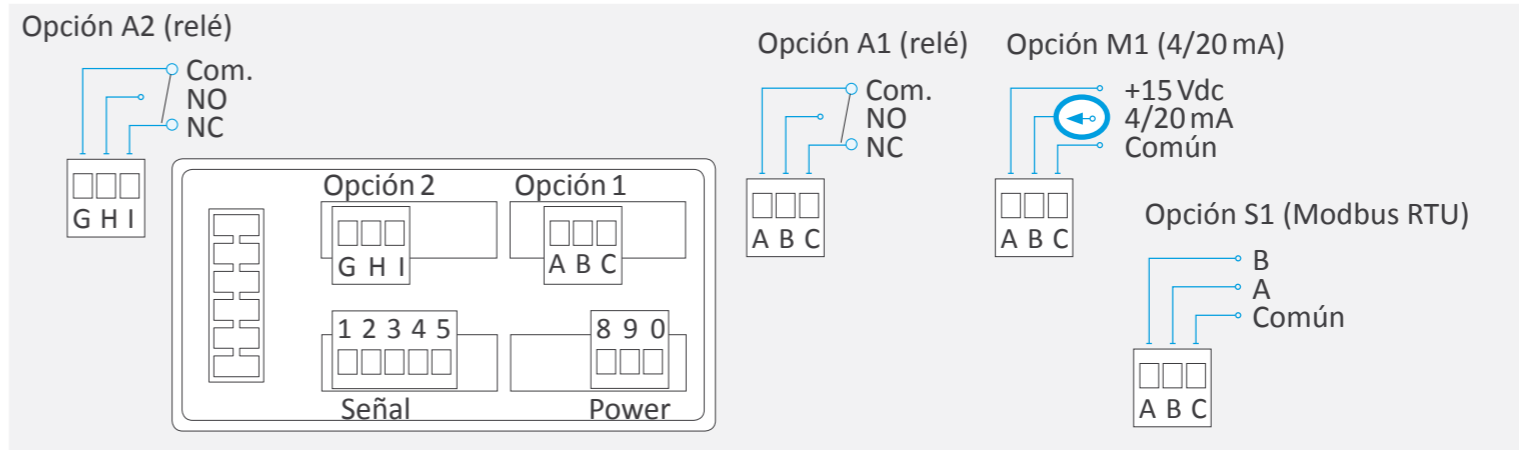 Opción A2 (relé)
Com.
NO
NC
G H I
Opción 2
Opción 1
G H I
A B C
1 2 3 4 5
8 9 0
Señal
Power
Opción A1 (relé)
Com.
NO
NC
A B C
Opción M1 (4/20 mA)
+15 Vdc
4/20 mA
Común
A B C
Opción S1 (Modbus RTU)
B
A
Común
A B C